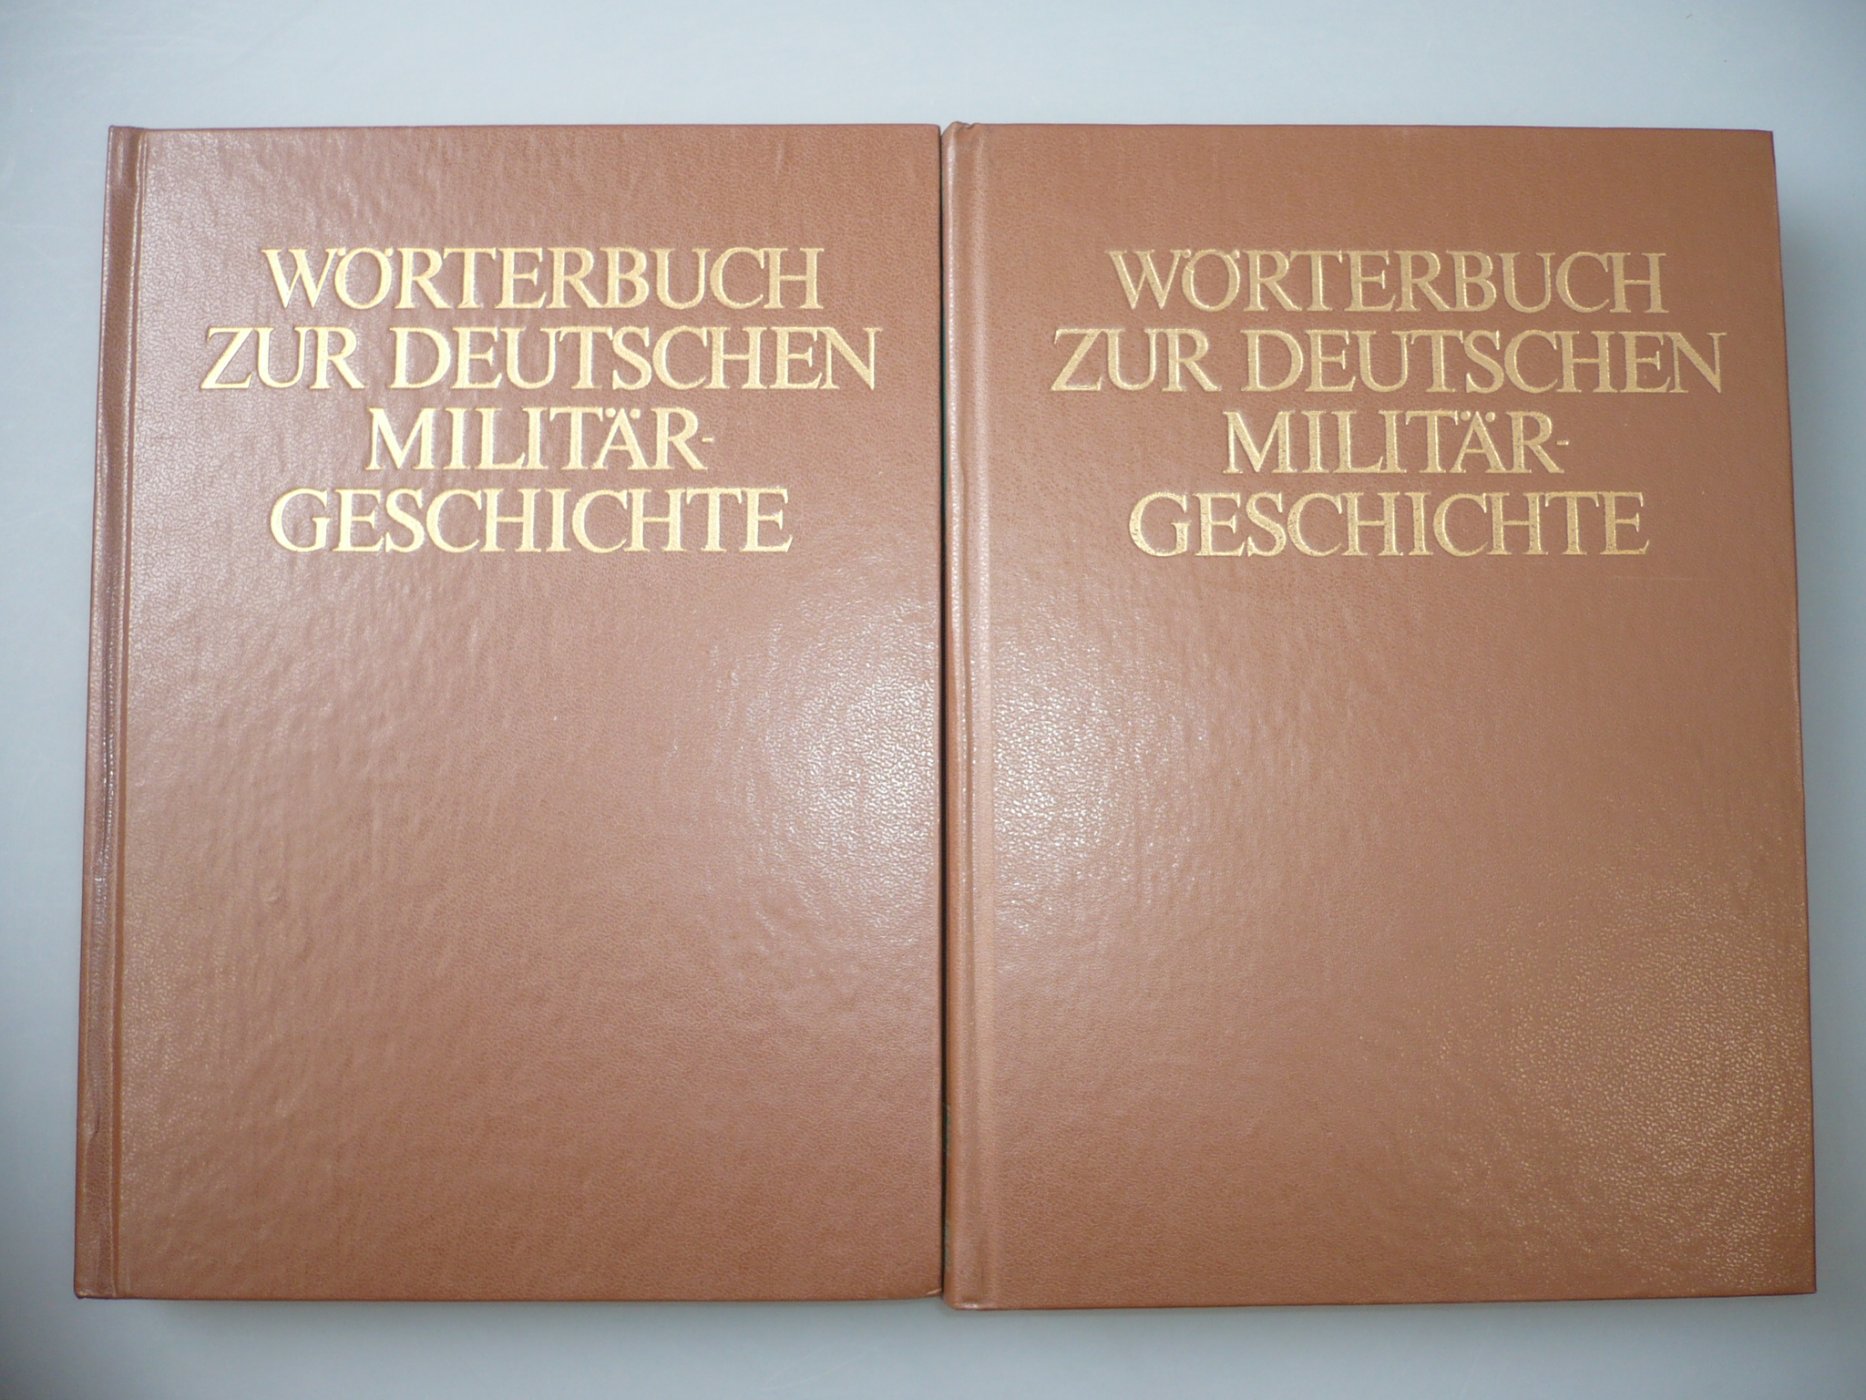 WÖRTERBUCH
ZUR DEUTSCHEN
MILITÄR-
GESCHICHTE
WÖRTERBUCH
ZUR DEUTSCHEN
MILITÄR-
GESCHICHTE